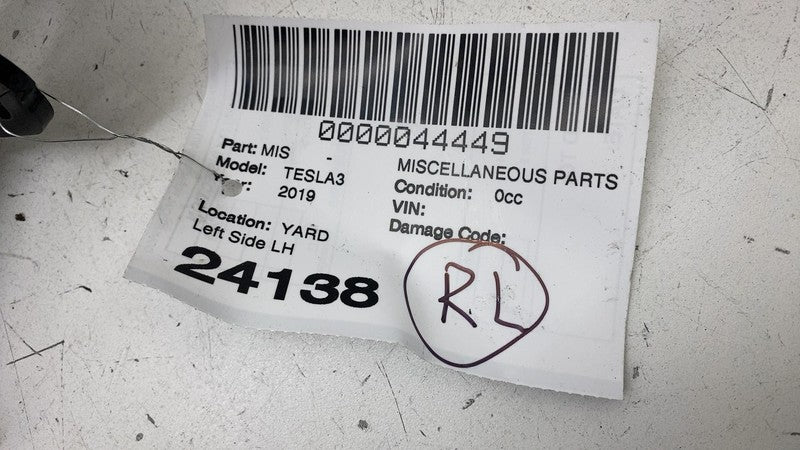 0000044449
Part: MIS - MISCELLANEOUS PARTS
Model: TESLA3 Condition: 0cc
2019 VIN:
Location: YARD Damage Code:
Left Side LH
24138
R.L